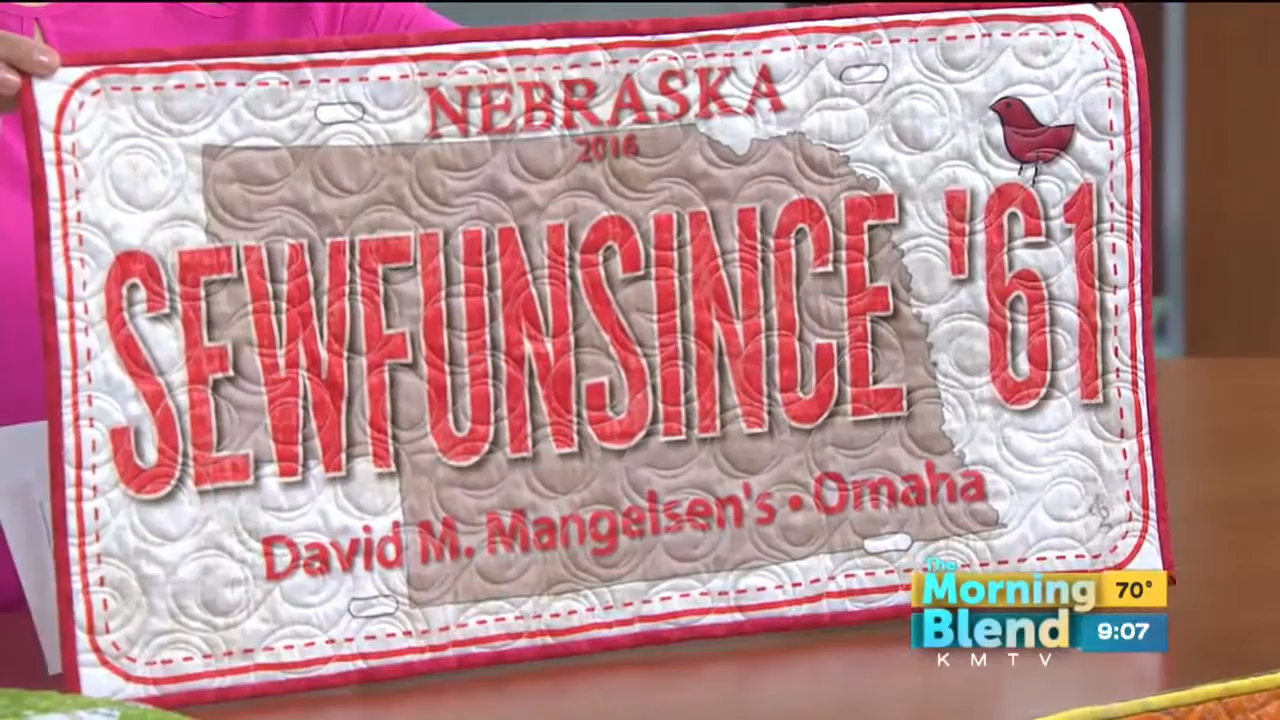 NEBRASKA
2016
SEWFUNSINCE '61
David M. Mangelsen's • Omaha
The
Morning 70°
Blend 9:07
KMTV